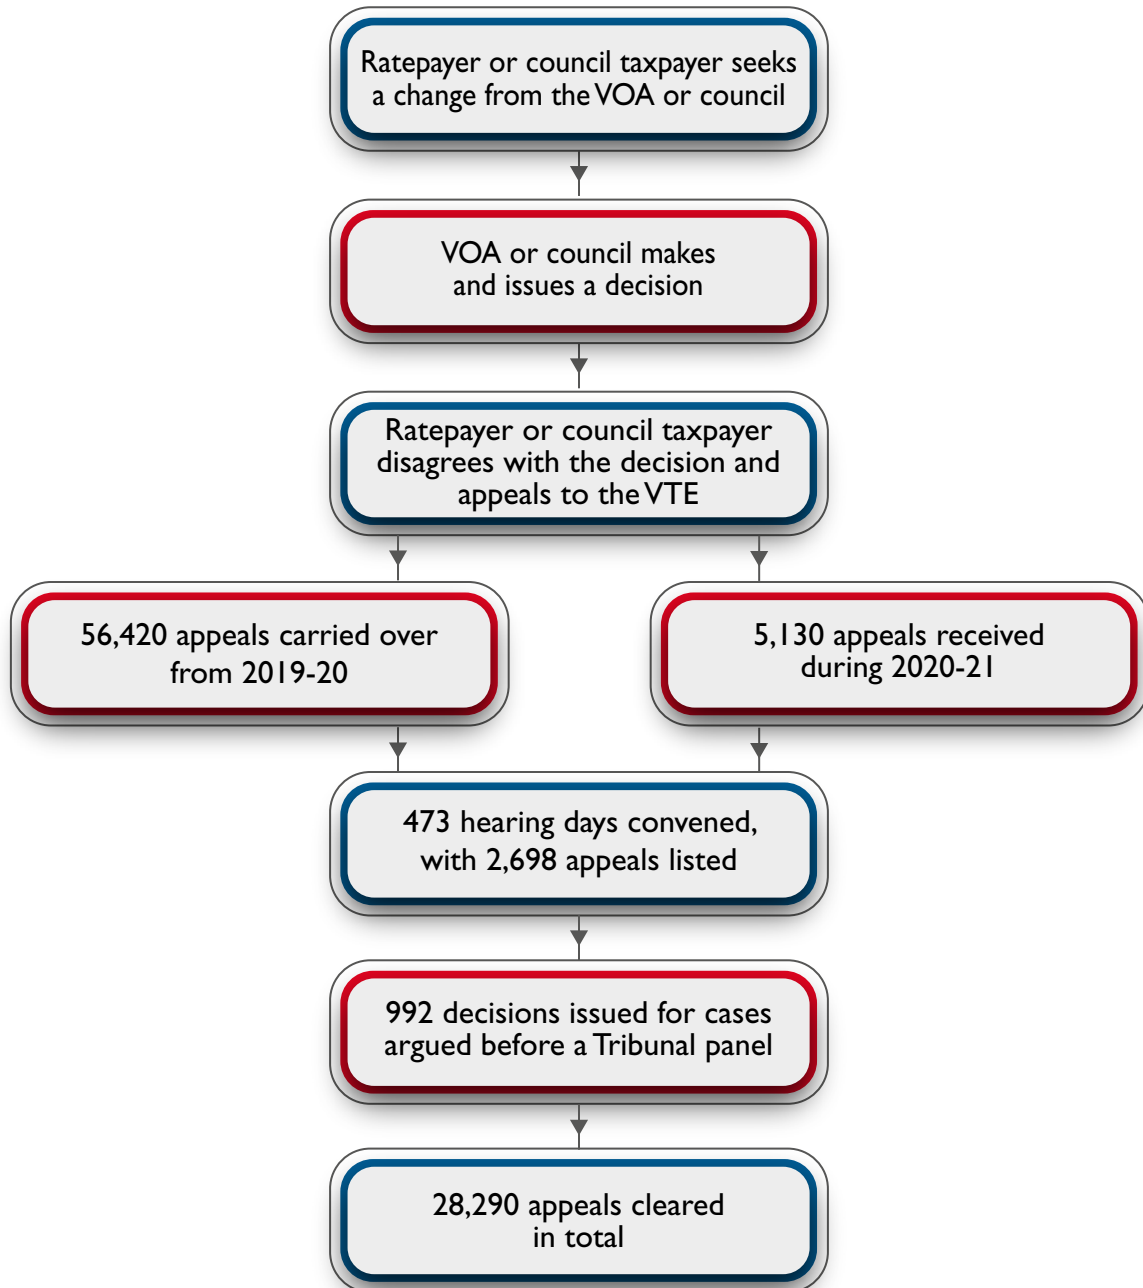 Ratepayer or council taxpayer seeks
a change from the VOA or council
VOA or council makes
and issues a decision
Ratepayer or council taxpayer
disagrees with the decision and
appeals to the VTE
56,420 appeals carried over
from 2019-20
5,130 appeals received
during 2020-21
473 hearing days convened,
with 2,698 appeals listed
992 decisions issued for cases
argued before a Tribunal panel
28,290 appeals cleared
in total